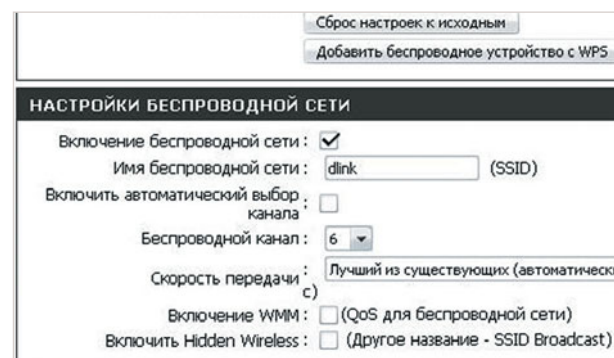 Сброс настроек к исходным
Добавить беспроводное устройство с WPS
НАСТРОЙКИ БЕСПРОВОДНОЙ СЕТИ
Включение беспроводной сети :
Имя беспроводной сети : dlink (SSID)
Включить автоматический выбор
канала :
Беспроводной канал : 6
Скорость передачи : Лучший из существующих (автоматическ
с)
Включение WMM : (QoS для беспроводной сети)
Включить Hidden Wireless : (Другое название - SSID Broadcast)